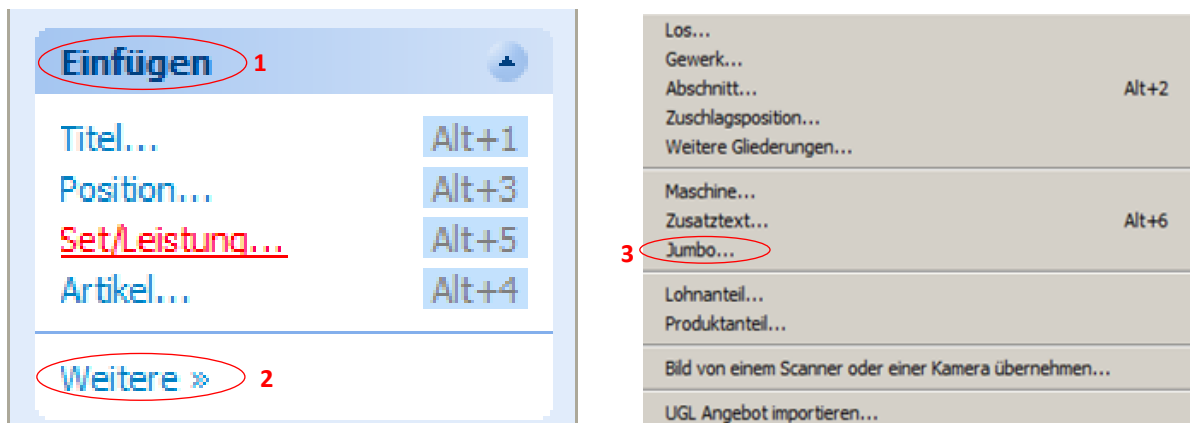 Einfügen 1
Titel... Alt+1
Position... Alt+3
Set/Leistung... Alt+5
Artikel... Alt+4
Weitere » 2
Los...
Gewerk...
Abschnitt... Alt+2
Zuschlagsposition...
Weitere Gliederungen...
Maschine...
Zusatztext... Alt+6
3 Jumbo...
Lohnanteil...
Produktanteil...
Bild von einem Scanner oder einer Kamera übernehmen...
UGL Angebot importieren...